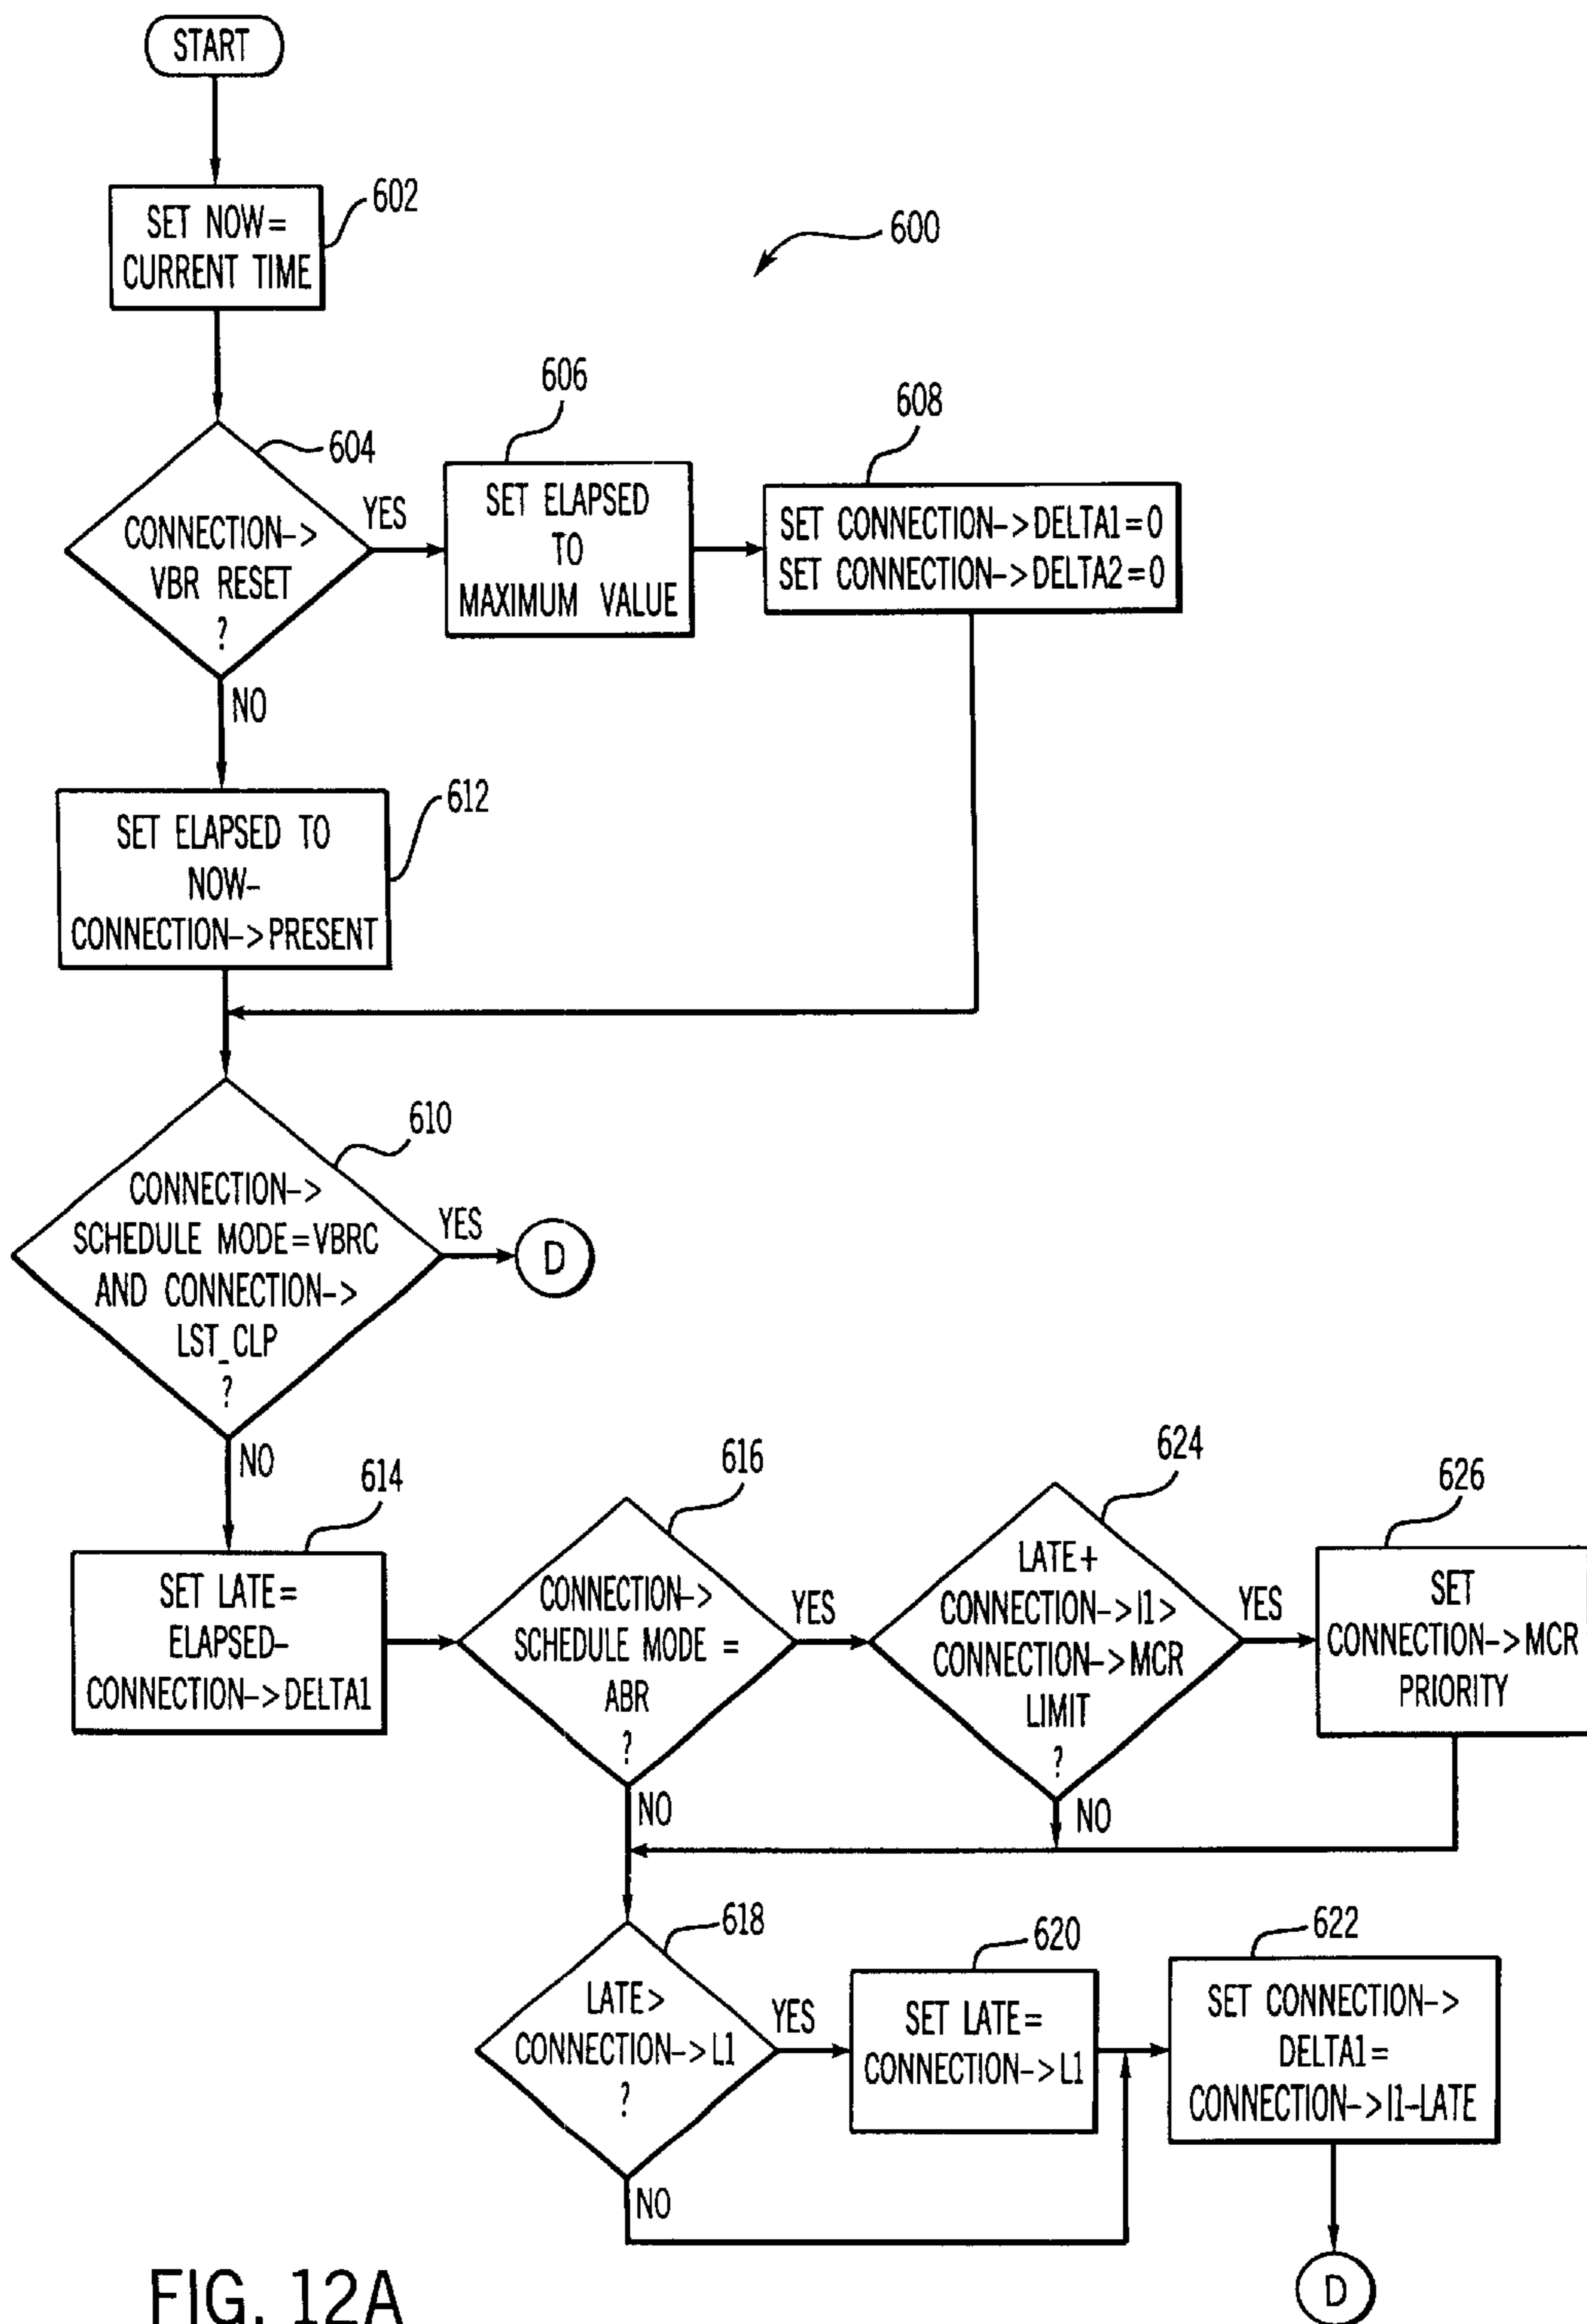 START
602
SET NOW=
CURRENT TIME
600
604
CONNECTION->
VBR RESET
?
YES
NO
606
SET ELAPSED
TO
MAXIMUM VALUE
608
SET CONNECTION->DELTA1=0
SET CONNECTION->DELTA2=0
612
SET ELAPSED TO
NOW-
CONNECTION->PRESENT
610
CONNECTION->
SCHEDULE MODE=VBRC
AND CONNECTION->
LST_CLP
?
YES
D
NO
614
SET LATE=
ELAPSED-
CONNECTION->DELTA1
616
CONNECTION->
SCHEDULE MODE =
ABR
?
YES
NO
624
LATE+
CONNECTION->I1>
CONNECTION->MCR
LIMIT
?
YES
NO
626
SET
CONNECTION->MCR
PRIORITY
618
LATE>
CONNECTION->L1
?
YES
NO
620
SET LATE=
CONNECTION->L1
622
SET CONNECTION->
DELTA1=
CONNECTION->I1-LATE
D
FIG. 12A